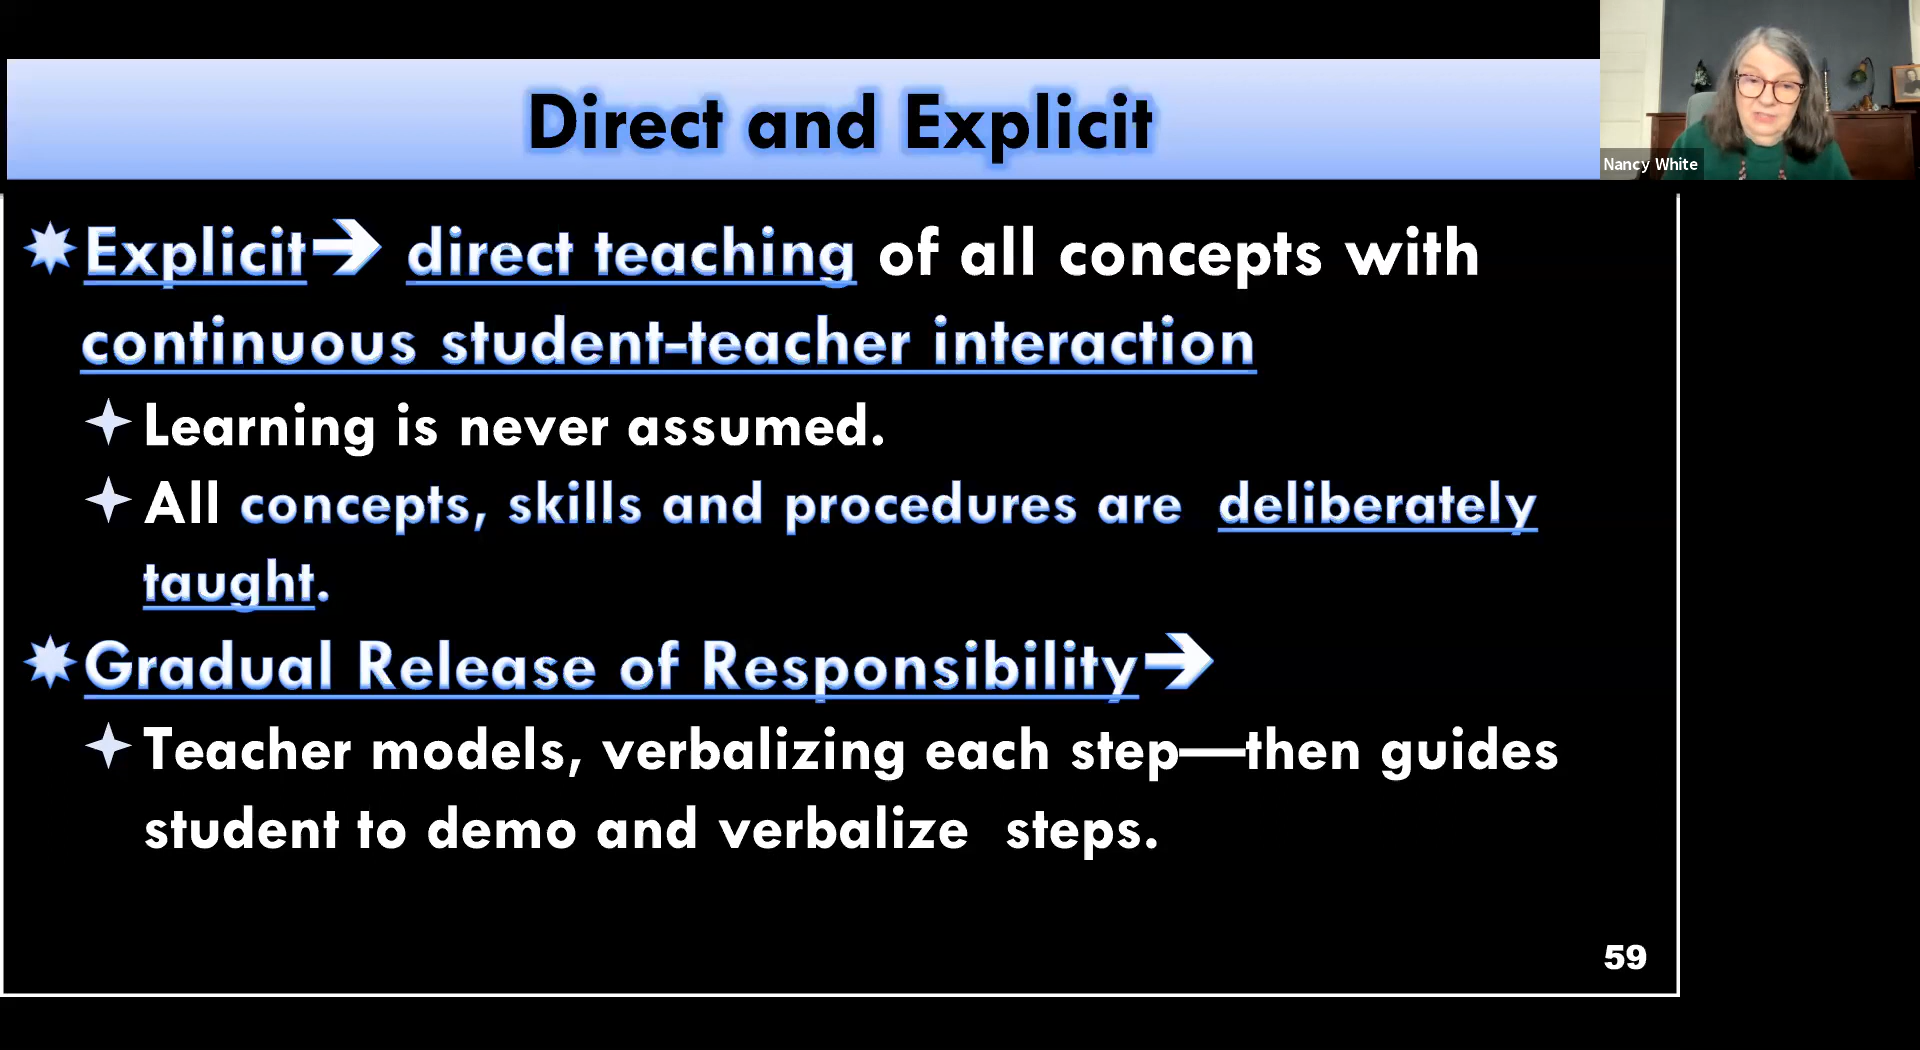 Direct and Explicit
Nancy White
Explicit→ direct teaching of all concepts with
continuous student-teacher interaction
Learning is never assumed.
All concepts, skills and procedures are deliberately
taught.
Gradual Release of Responsibility→
Teacher models, verbalizing each step—then guides
student to demo and verbalize steps.
59